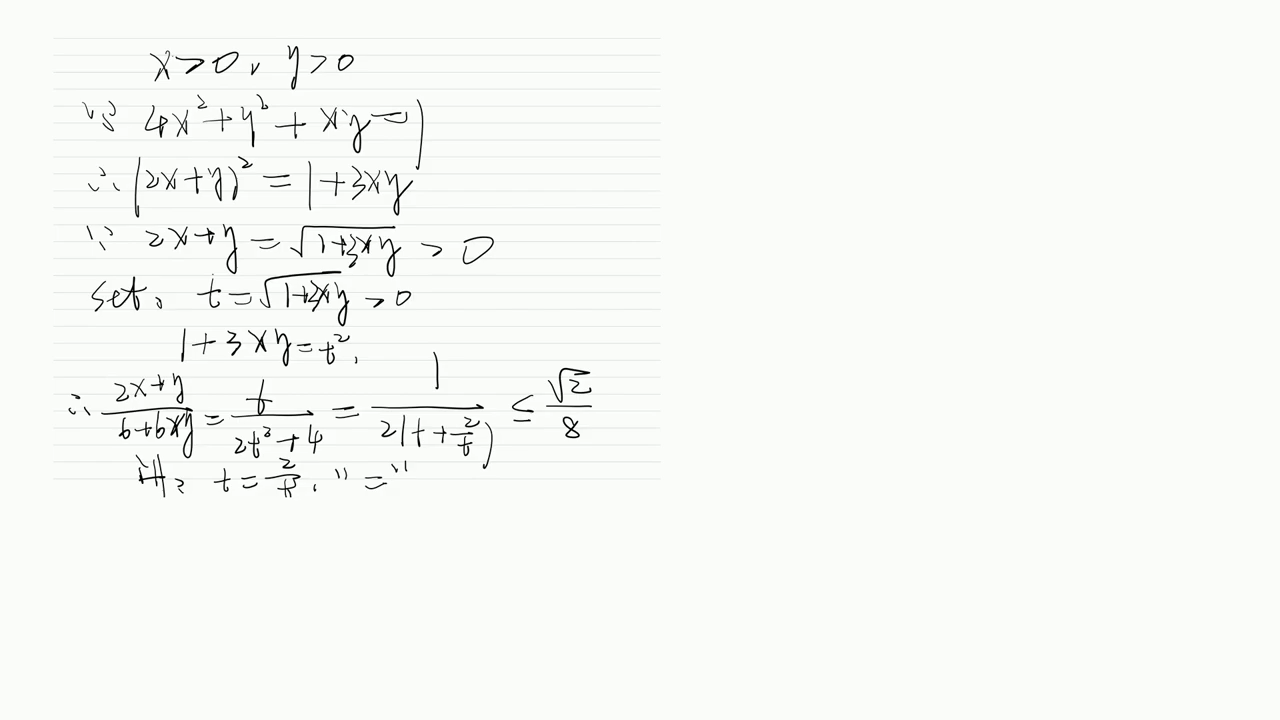 x>0, y>0
∵ 4x²+y²+xy=1
∴ (2x+y)²=1+3xy
∵ 2x+y=√(1+3xy) > 0
set, t=√(1+3xy) >0
1+3xy=t².
∴ (2x+y)/(6+6xy) = t/(2t²+4) = 1/(2(t+2/t)) ≤ √2/8
iff, t=2/t, "="